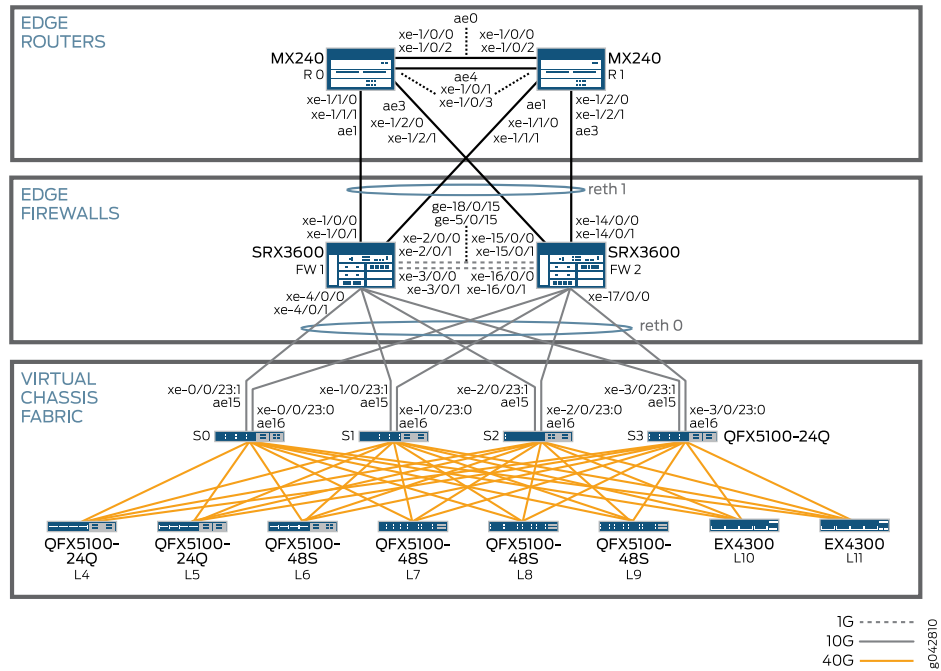 EDGE
ROUTERS
ae0
xe-1/0/0 xe-1/0/0
xe-1/0/2 xe-1/0/2
MX240
R 0
MX240
R 1
ae4
xe-1/0/1
xe-1/0/3
xe-1/1/0
xe-1/1/1
ae1
ae3
xe-1/2/0
xe-1/2/1
ae1
xe-1/1/0
xe-1/1/1
xe-1/2/0
xe-1/2/1
ae3
EDGE
FIREWALLS
reth 1
ge-18/0/15
ge-5/0/15
xe-1/0/0
xe-1/0/1
xe-14/0/0
xe-14/0/1
xe-2/0/0 xe-15/0/0
xe-2/0/1 xe-15/0/1
SRX3600
FW 1
SRX3600
FW 2
xe-3/0/0 xe-16/0/0
xe-3/0/1 xe-16/0/1
xe-4/0/0
xe-4/0/1
xe-17/0/0
reth 0
VIRTUAL
CHASSIS
FABRIC
xe-0/0/23:1
ae15
xe-1/0/23:1
ae15
xe-2/0/23:1
ae15
xe-3/0/23:1
ae15
xe-0/0/23:0
ae16
xe-1/0/23:0
ae16
xe-2/0/23:0
ae16
xe-3/0/23:0
ae16
S0 S1 S2 S3 QFX5100-24Q
QFX5100-
24Q
L4
QFX5100-
24Q
L5
QFX5100-
48S
L6
QFX5100-
48S
L7
QFX5100-
48S
L8
QFX5100-
48S
L9
EX4300
L10
EX4300
L11
1G
10G
40G
g042810